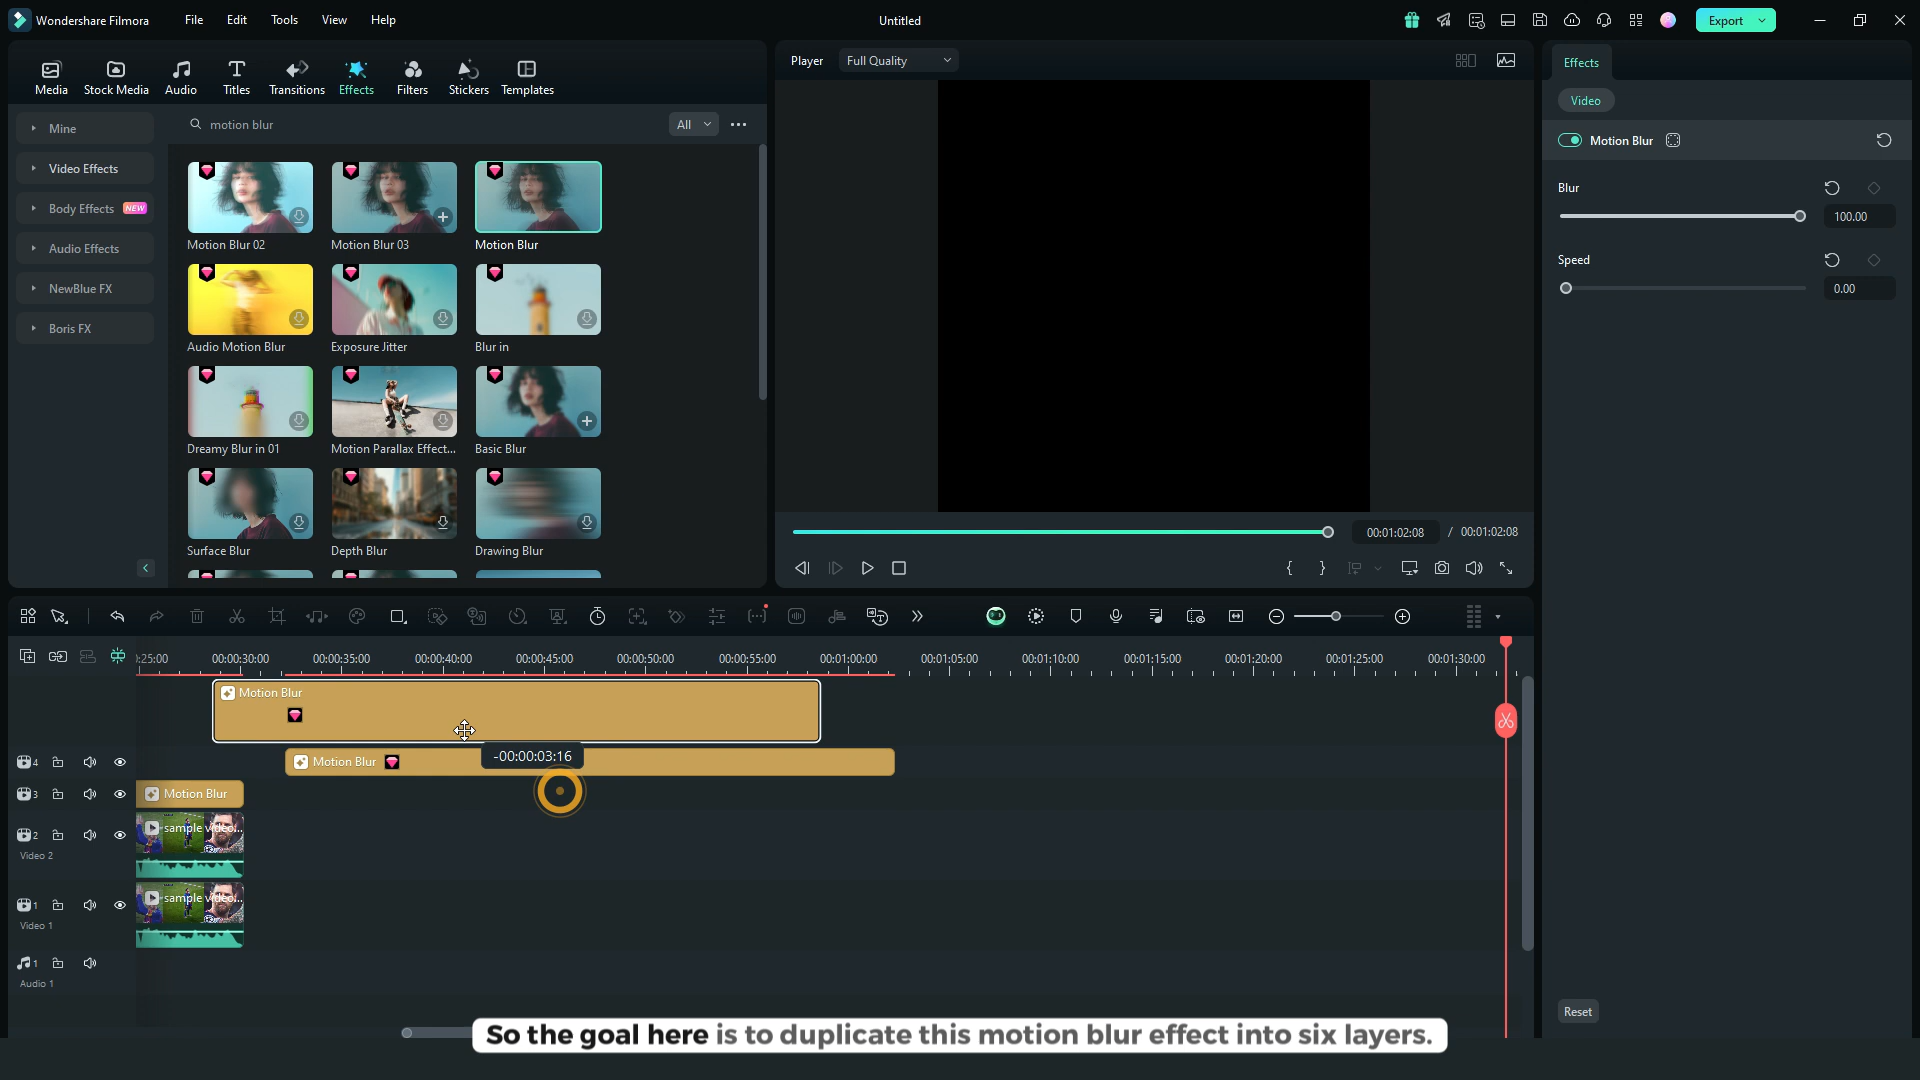 Wondershare Filmora
File
Edit
Tools
View
Help
Untitled
Export
Media
Stock Media
Audio
Titles
Transitions
Effects
Filters
Stickers
Templates
Player
Full Quality
Effects
Video
Mine
Video Effects
Body Effects NEW
Audio Effects
NewBlue FX
Boris FX
motion blur
All
Motion Blur 02
Motion Blur 03
Motion Blur
Audio Motion Blur
Exposure Jitter
Blur in
Dreamy Blur in 01
Motion Parallax Effect...
Basic Blur
Surface Blur
Depth Blur
Drawing Blur
Motion Blur
Blur
100.00
Speed
0.00
00:01:02:08 / 00:01:02:08
:25:00
00:00:30:00
00:00:35:00
00:00:40:00
00:00:45:00
00:00:50:00
00:00:55:00
00:01:00:00
00:01:05:00
00:01:10:00
00:01:15:00
00:01:20:00
00:01:25:00
00:01:30:00
Motion Blur
4
Motion Blur
-00:00:03:16
3
Motion Blur
2
sample video...
Video 2
1
sample video...
Video 1
1
Audio 1
Reset
So the goal here is to duplicate this motion blur effect into six layers.